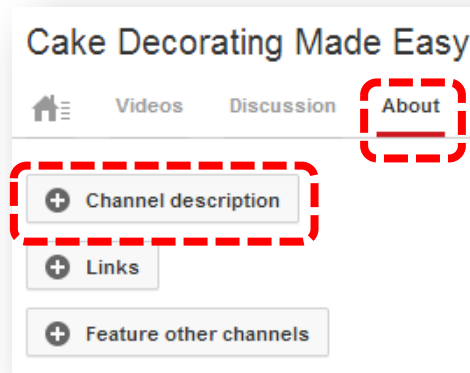 Cake Decorating Made Easy
Videos Discussion About
Channel description
Links
Feature other channels